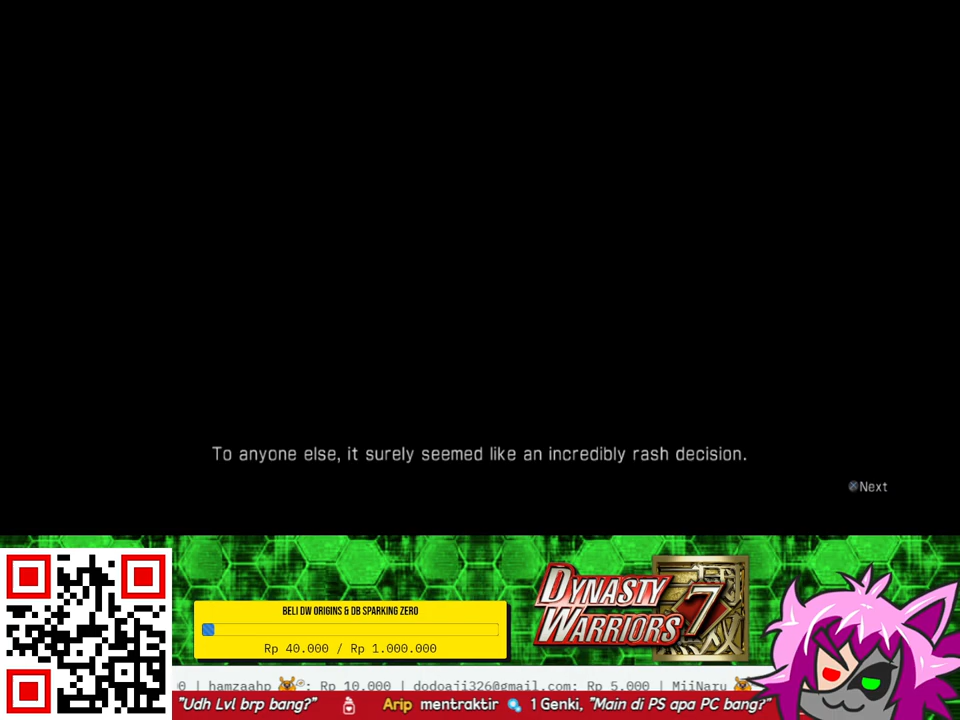 To anyone else, it surely seemed like an incredibly rash decision.
Next
BELI DW ORIGINS & DB SPARKING ZERO
Rp 40.000 / Rp 1.000.000
DYNASTY
WARRIORS 7
| hamzaahp : Rp 10.000 | dodoaji326@gmail.com: Rp 5.000 | MiiNaru
"Udh Lvl brp bang?" Arip mentraktir 1 Genki, "Main di PS apa PC bang?"